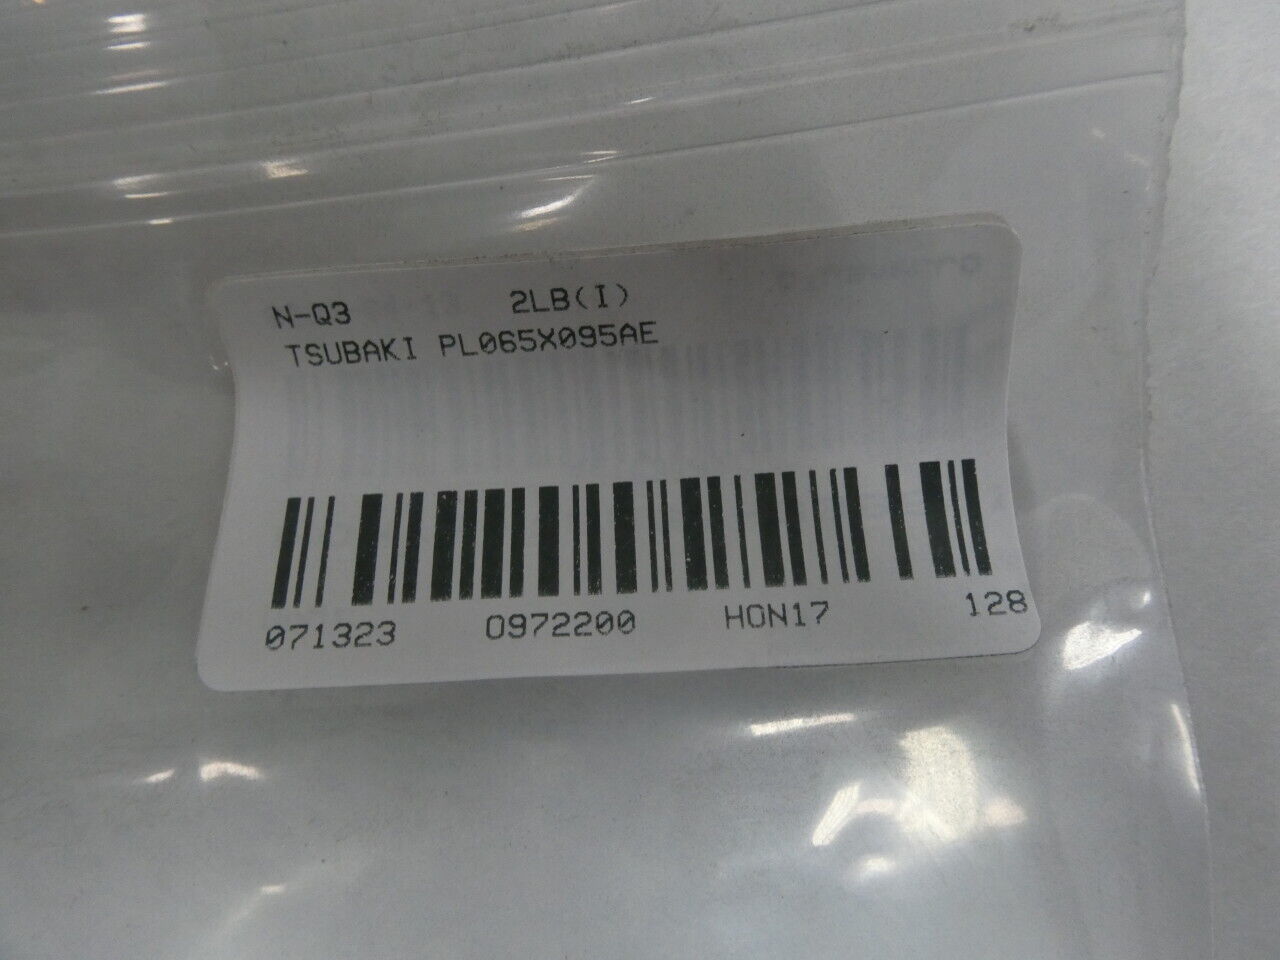 N-Q3 2LB(I)
TSUBAKI PL065X095AE
071323 0972200 HON17 128